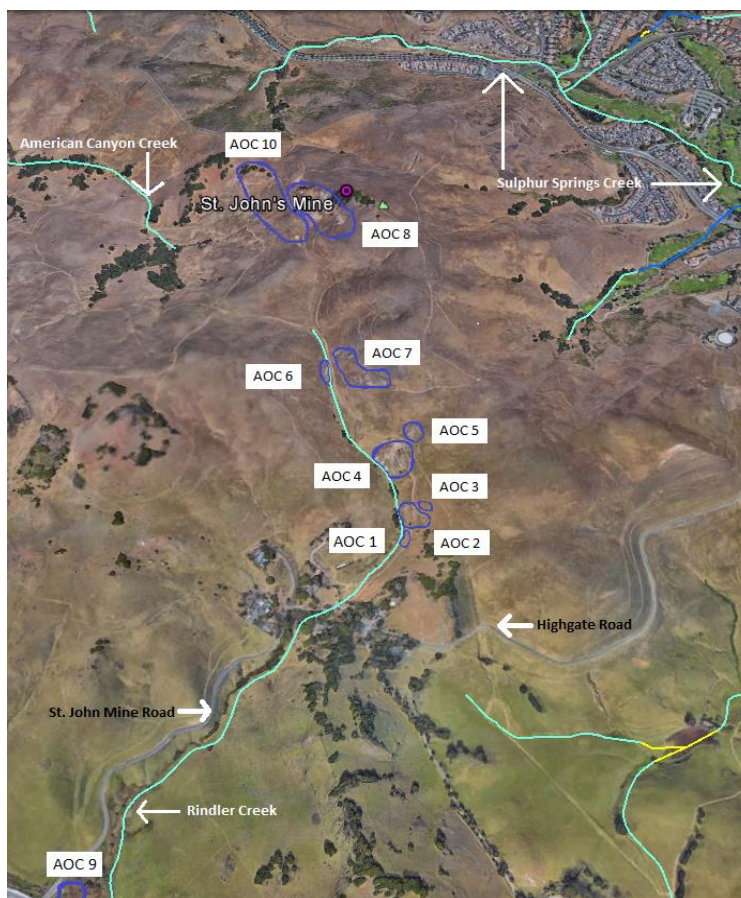 American Canyon Creek
AOC 10
Sulphur Springs Creek
St. John's Mine
AOC 8
AOC 7
AOC 6
AOC 5
AOC 4
AOC 3
AOC 1
AOC 2
Highgate Road
St. John Mine Road
Rindler Creek
AOC 9